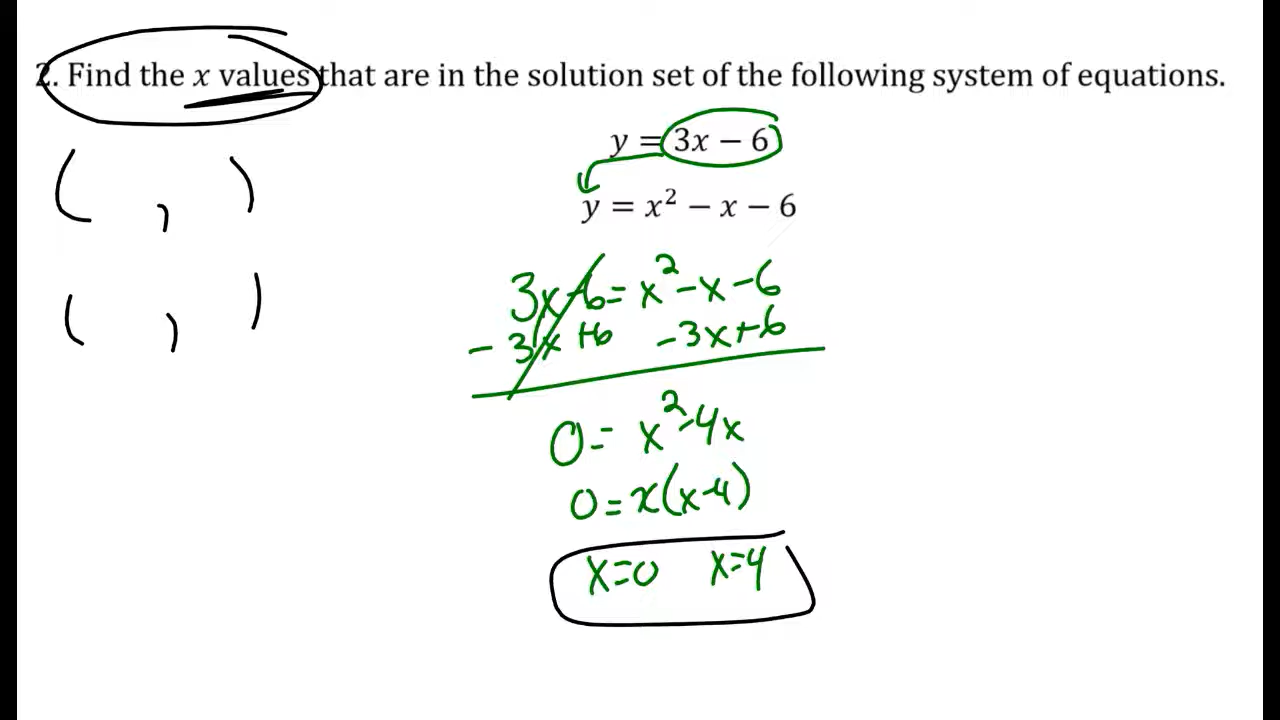 2. Find the x values that are in the solution set of the following system of equations.
y = 3x − 6
y = x² − x − 6
( , )
( , )
3x-6 = x² - x - 6
- 3x +6 -3x+6
0 = x² - 4x
0 = x(x-4)
x=0 x=4